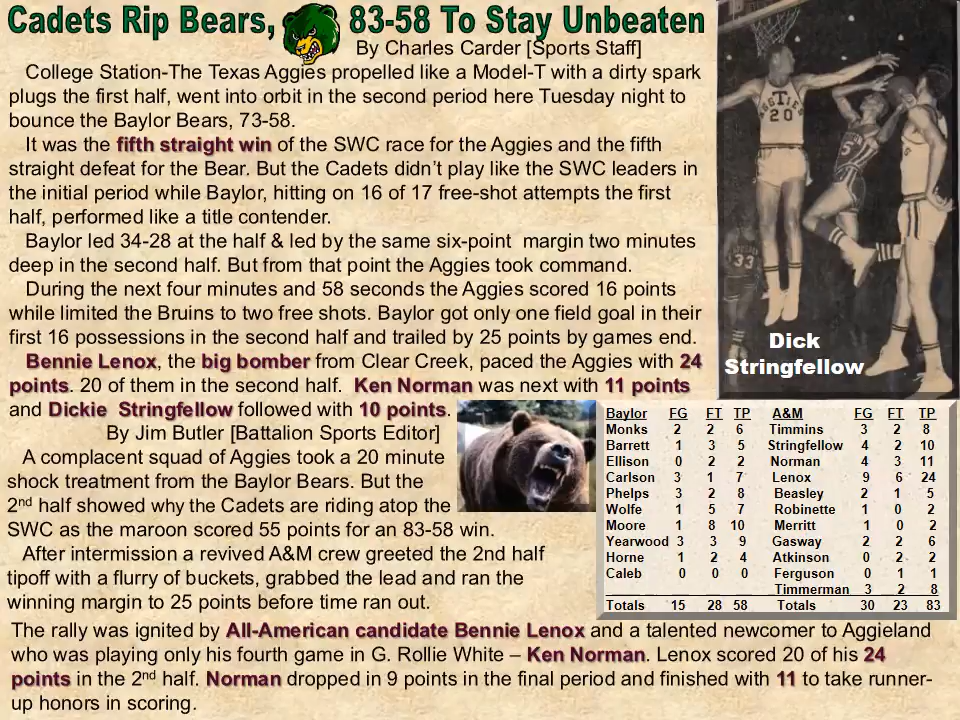 Cadets Rip Bears, 83-58 To Stay Unbeaten
By Charles Carder [Sports Staff]
College Station-The Texas Aggies propelled like a Model-T with a dirty spark
plugs the first half, went into orbit in the second period here Tuesday night to
bounce the Baylor Bears, 73-58.
It was the fifth straight win of the SWC race for the Aggies and the fifth
straight defeat for the Bear. But the Cadets didn't play like the SWC leaders in
the initial period while Baylor, hitting on 16 of 17 free-shot attempts the first
half, performed like a title contender.
Baylor led 34-28 at the half & led by the same six-point margin two minutes
deep in the second half. But from that point the Aggies took command.
During the next four minutes and 58 seconds the Aggies scored 16 points
while limited the Bruins to two free shots. Baylor got only one field goal in their
first 16 possessions in the second half and trailed by 25 points by games end.
Bennie Lenox, the big bomber from Clear Creek, paced the Aggies with 24
points. 20 of them in the second half. Ken Norman was next with 11 points
and Dickie Stringfellow followed with 10 points.
By Jim Butler [Battalion Sports Editor]
A complacent squad of Aggies took a 20 minute
shock treatment from the Baylor Bears. But the
2nd half showed why the Cadets are riding atop the
SWC as the maroon scored 55 points for an 83-58 win.
After intermission a revived A&M crew greeted the 2nd half
tipoff with a flurry of buckets, grabbed the lead and ran the
winning margin to 25 points before time ran out.
The rally was ignited by All-American candidate Bennie Lenox and a talented newcomer to Aggieland
who was playing only his fourth game in G. Rollie White – Ken Norman. Lenox scored 20 of his 24
points in the 2nd half. Norman dropped in 9 points in the final period and finished with 11 to take runner-
up honors in scoring.
AGGIES
20
5
33
Dick
Stringfellow
Baylor FG FT TP A&M FG FT TP
Monks 2 2 6 Timmins 3 2 8
Barrett 1 3 5 Stringfellow 4 2 10
Ellison 0 2 2 Norman 4 3 11
Carlson 3 1 7 Lenox 9 6 24
Phelps 3 2 8 Beasley 2 1 5
Wolfe 1 5 7 Robinette 1 0 2
Moore 1 8 10 Merritt 1 0 2
Yearwood 3 3 9 Gasway 2 2 6
Horne 1 2 4 Atkinson 0 2 2
Caleb 0 0 0 Ferguson 0 1 1
Timmerman 3 2 8
Totals 15 28 58 Totals 30 23 83